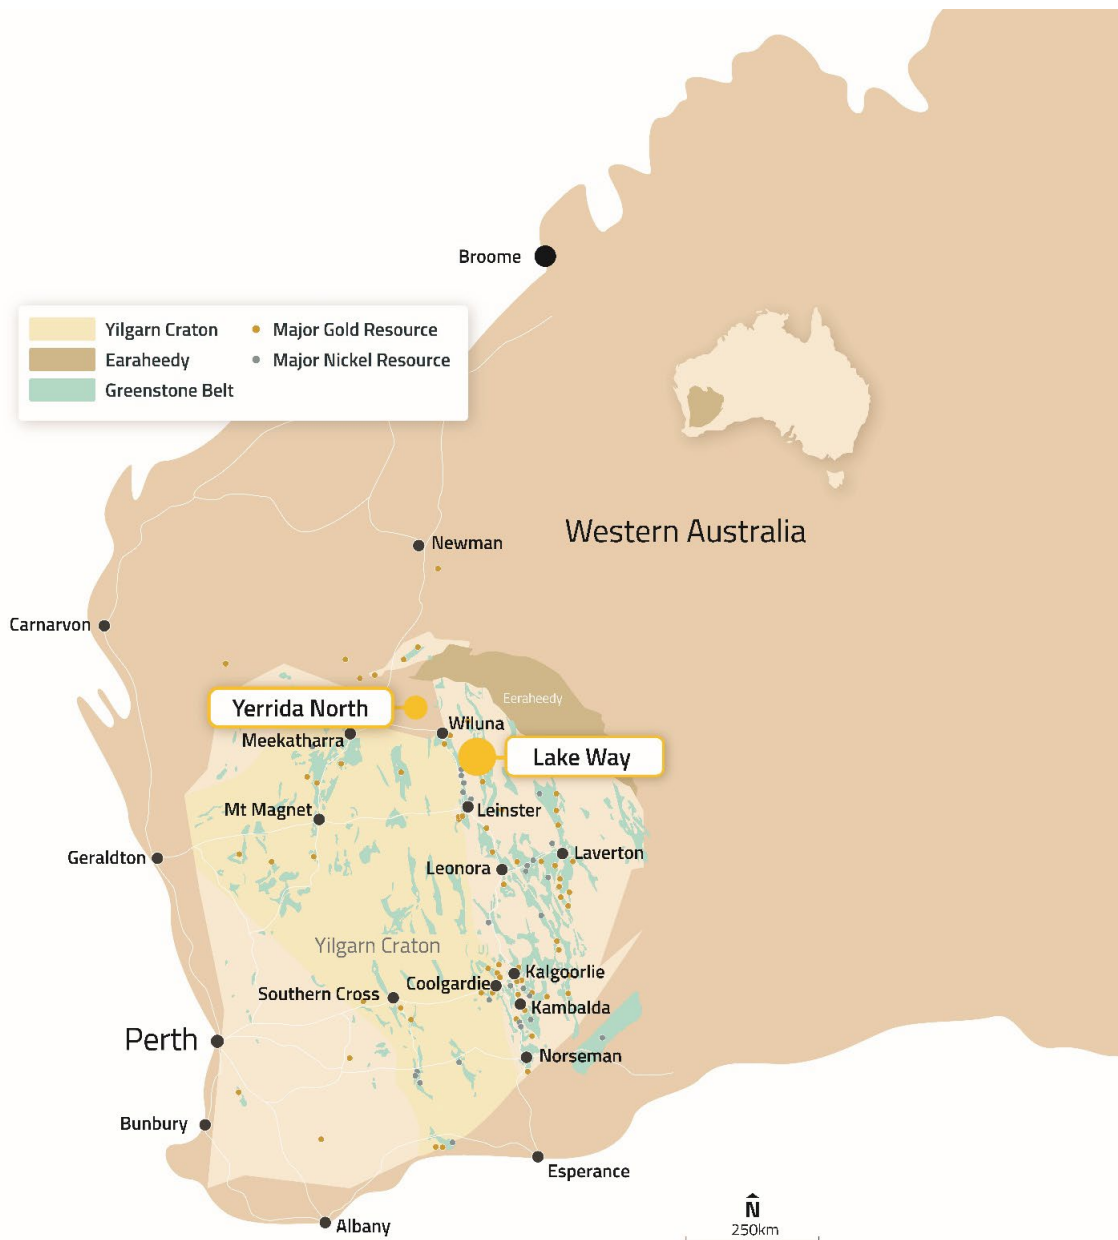 Broome
Yilgarn Craton
Major Gold Resource
Earaheedy
Major Nickel Resource
Greenstone Belt
Western Australia
Newman
Carnarvon
Eeraheedy
Yerrida North
Wiluna
Meekatharra
Lake Way
Mt Magnet
Leinster
Geraldton
Laverton
Leonora
Yilgarn Craton
Kalgoorlie
Coolgardie
Southern Cross
Kambalda
Perth
Norseman
Bunbury
Esperance
Albany
N
250km